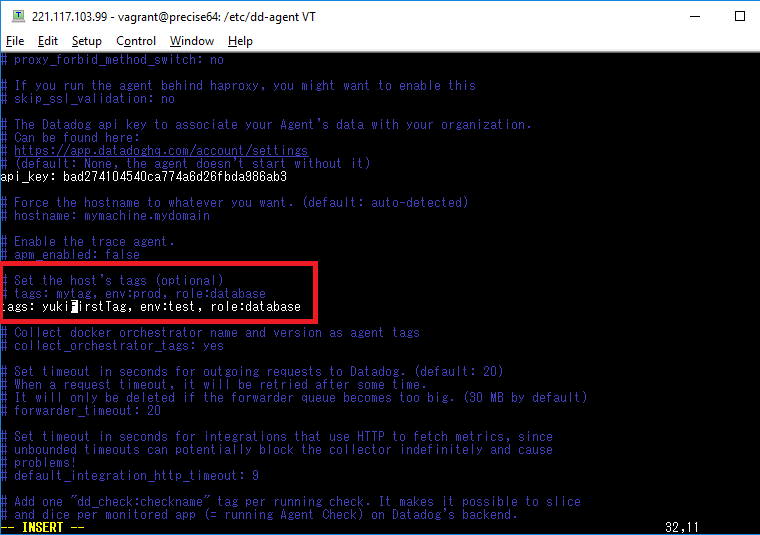 221.117.103.99 - vagrant@precise64: /etc/dd-agent VT
File Edit Setup Control Window Help
# proxy_forbid_method_switch: no
# If you run the agent behind haproxy, you might want to enable this
# skip_ssl_validation: no
# The Datadog api key to associate your Agent's data with your organization.
# Can be found here:
# https://app.datadoghq.com/account/settings
# (default: None, the agent doesn't start without it)
api_key: bad274104540ca774a6d26fbda986ab3
# Force the hostname to whatever you want. (default: auto-detected)
# hostname: mymachine.mydomain
# Enable the trace agent.
# apm_enabled: false
# Set the host's tags (optional)
# tags: mytag, env:prod, role:database
tags: yukiFirstTag, env:test, role:database
# Collect docker orchestrator name and version as agent tags
# collect_orchestrator_tags: yes
# Set timeout in seconds for outgoing requests to Datadog. (default: 20)
# When a request timeout, it will be retried after some time.
# It will only be deleted if the forwarder queue becomes too big. (30 MB by default)
# forwarder_timeout: 20
# Set timeout in seconds for integrations that use HTTP to fetch metrics, since
# unbounded timeouts can potentially block the collector indefinitely and cause
# problems!
# default_integration_http_timeout: 9
# Add one "dd_check:checkname" tag per running check. It makes it possible to slice
# and dice per monitored app (= running Agent Check) on Datadog's backend.
-- INSERT -- 32,11